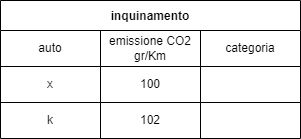 inquinamento
auto
emissione CO2
gr/Km
categoria
x
100
k
102